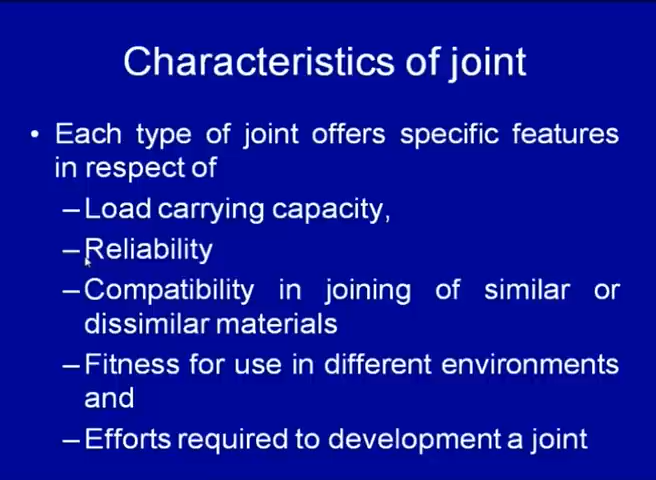 Characteristics of joint
• Each type of joint offers specific features
in respect of
–Load carrying capacity,
–Reliability
–Compatibility in joining of similar or
dissimilar materials
–Fitness for use in different environments
and
–Efforts required to development a joint